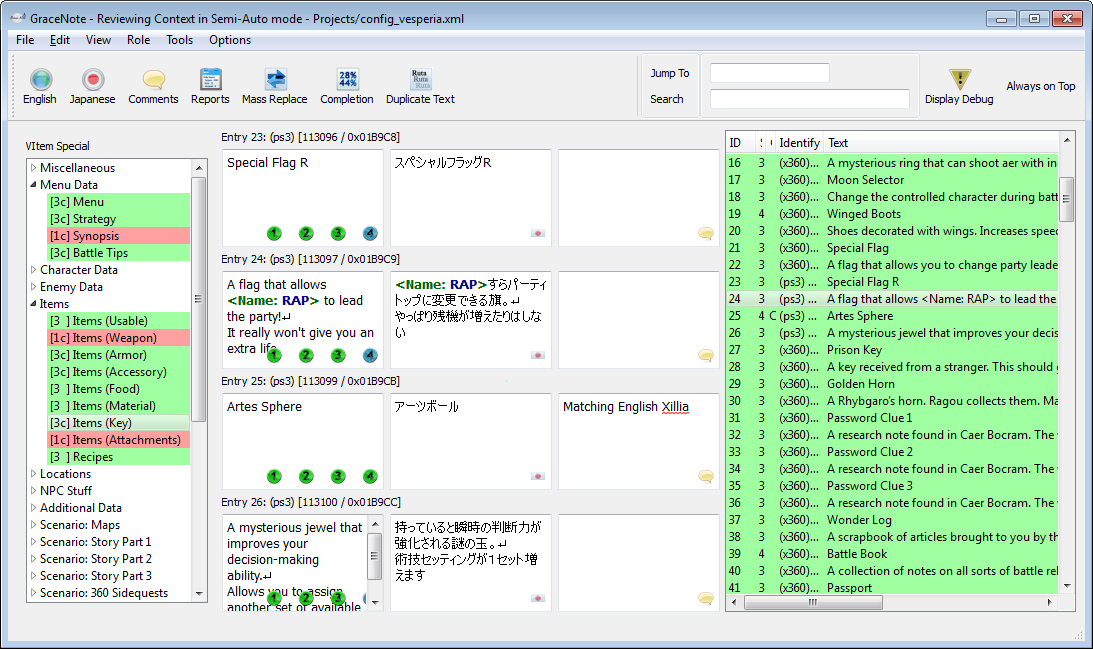 GraceNote - Reviewing Context in Semi-Auto mode - Projects/config_vesperia.xml
File Edit View Role Tools Options
English
Japanese
Comments
Reports
Mass Replace
28%
44%
Completion
Ruta
Ruta
Ruta
Duplicate Text
Jump To
Search
Display Debug
Always on Top
VItem Special
Miscellaneous
Menu Data
[3c] Menu
[3c] Strategy
[1c] Synopsis
[3c] Battle Tips
Character Data
Enemy Data
Items
[3 ] Items (Usable)
[1c] Items (Weapon)
[3c] Items (Armor)
[3c] Items (Accessory)
[3 ] Items (Food)
[3 ] Items (Material)
[3c] Items (Key)
[1c] Items (Attachments)
[3 ] Recipes
Locations
NPC Stuff
Additional Data
Scenario: Maps
Scenario: Story Part 1
Scenario: Story Part 2
Scenario: Story Part 3
Scenario: 360 Sidequests
Entry 23: (ps3) [113096 / 0x01B9C8]
Special Flag R
1 2 3 4
スペシャルフラッグR
Entry 24: (ps3) [113097 / 0x01B9C9]
A flag that allows
<Name: RAP> to lead
the party!↵
It really won't give you an
extra life.
1 2 3 4
<Name: RAP>すらパーティ
トップに変更できる旗。↵
やっぱり残機が増えたりはしな
い
Entry 25: (ps3) [113099 / 0x01B9CB]
Artes Sphere
1 2 3 4
アーツボール
Matching English Xillia
Entry 26: (ps3) [113100 / 0x01B9CC]
A mysterious jewel that
improves your
decision-making
ability.↵
Allows you to assign
another set of available
1 2 3
持っていると瞬時の判断力が
強化される謎の玉。↵
術技セッティングが1セット増
えます
ID Identify Text
16 3 (x360)... A mysterious ring that can shoot aer with in
17 3 (x360)... Moon Selector
18 3 (x360)... Change the controlled character during batt
19 4 (x360)... Winged Boots
20 3 (x360)... Shoes decorated with wings. Increases speed
21 3 (x360)... Special Flag
22 3 (x360)... A flag that allows you to change party leade
23 3 (ps3) ... Special Flag R
24 3 (ps3) ... A flag that allows <Name: RAP> to lead the
25 4 C (ps3) ... Artes Sphere
26 3 (ps3) ... A mysterious jewel that improves your decis
27 3 (x360)... Prison Key
28 3 (x360)... A key received from a stranger. This should
29 3 (x360)... Golden Horn
30 3 (x360)... A Rhybgaro's horn. Ragou collects them. Ma
31 3 (x360)... Password Clue 1
32 3 (x360)... A research note found in Caer Bocram. The
33 3 (x360)... Password Clue 2
34 3 (x360)... A research note found in Caer Bocram. The
35 3 (x360)... Password Clue 3
36 3 (x360)... A research note found in Caer Bocram. The
37 3 (x360)... Wonder Log
38 3 (x360)... A scrapbook of articles brought to you by th
39 4 (x360)... Battle Book
40 3 (x360)... A collection of notes on all sorts of battle rel
41 3 (x360)... Passport